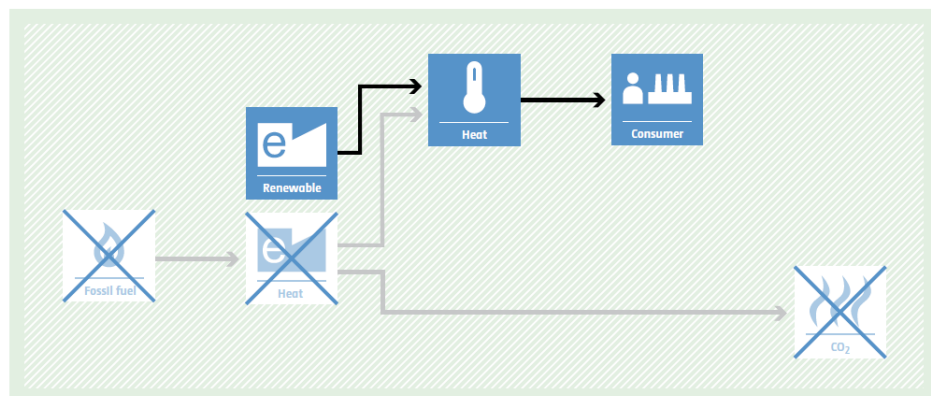 Heat
Consumer
e
Renewable
e
Fossil fuel
Heat
CO₂